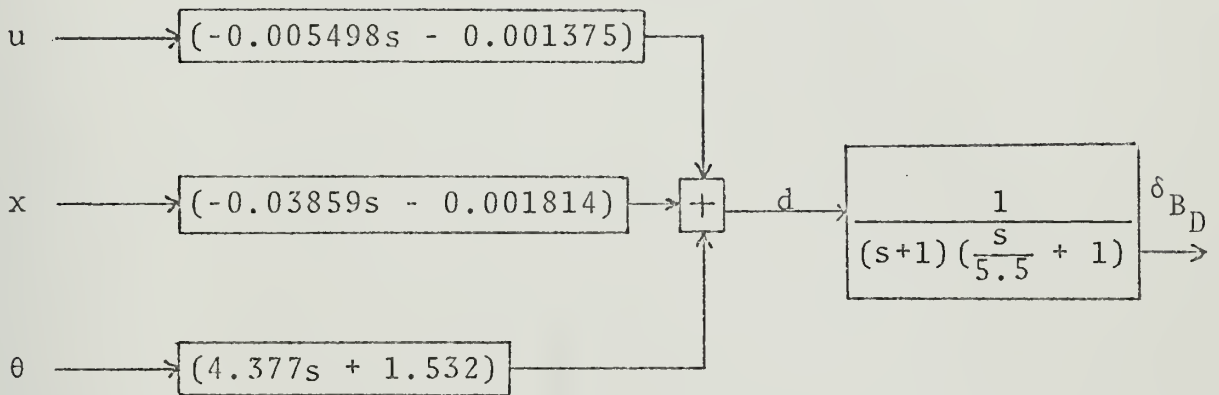 u (-0.005498s - 0.001375)
x (-0.03859s - 0.001814) + d 1 / (s+1)(s/5.5 + 1) δ_B_D
θ (4.377s + 1.532)